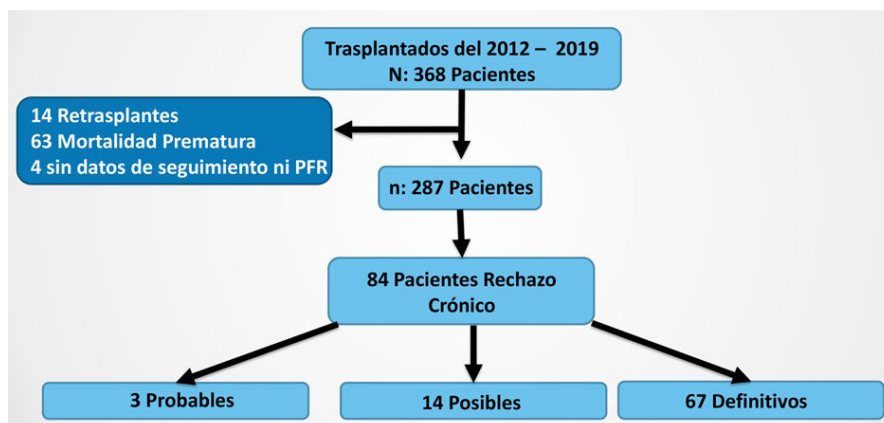 Trasplantados del 2012 – 2019
N: 368 Pacientes
14 Retrasplantes
63 Mortalidad Prematura
4 sin datos de seguimiento ni PFR
n: 287 Pacientes
84 Pacientes Rechazo
Crónico
3 Probables
14 Posibles
67 Definitivos